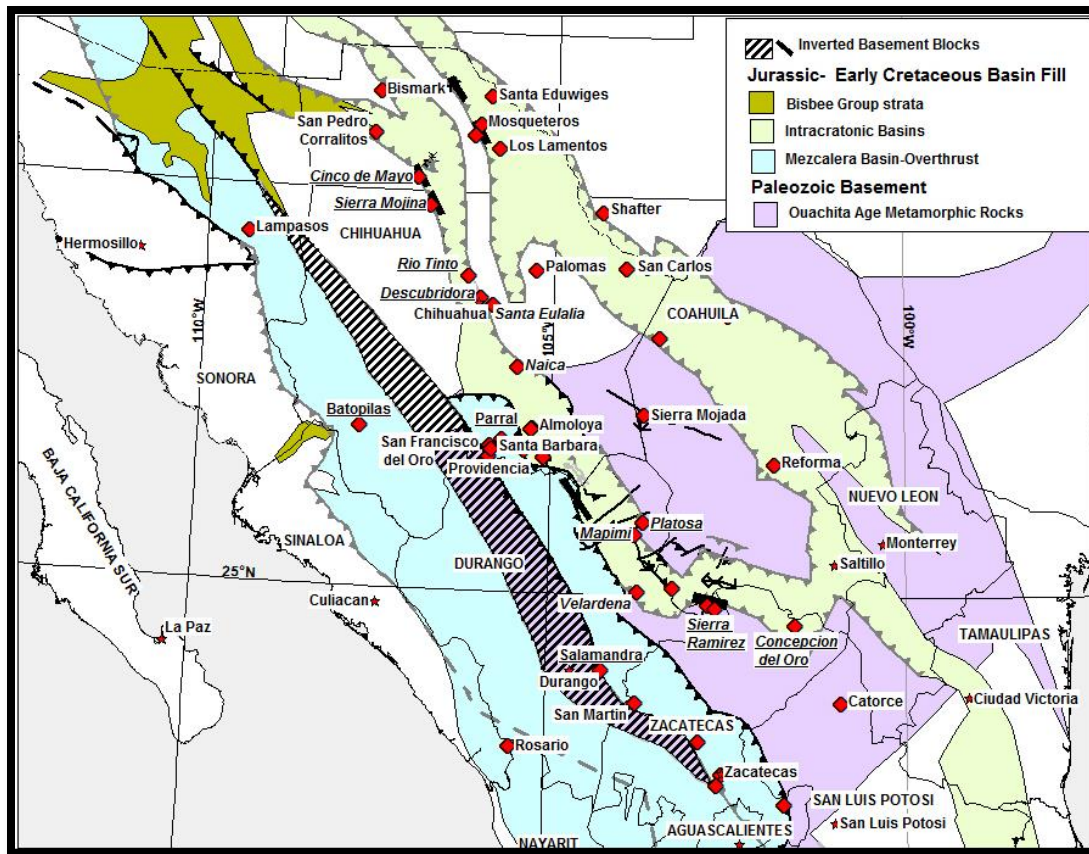 Inverted Basement Blocks
Jurassic- Early Cretaceous Basin Fill
Bisbee Group strata
Intracratonic Basins
Mezcalera Basin-Overthrust
Paleozoic Basement
Ouachita Age Metamorphic Rocks
Bismark
Santa Eduwiges
San Pedro
Corralitos
Mosqueteros
Los Lamentos
Cinco de Mayo
Sierra Mojina
Shafter
Lampasos
CHIHUAHUA
Hermosillo
Rio Tinto
Palomas
San Carlos
Descubridora
Chihuahua
Santa Eulalia
110°W
105°W
100°W
COAHUILA
Naica
SONORA
Batopilas
Parral
Almoloya
Sierra Mojada
San Francisco
del Oro
Santa Barbara
Providencia
Reforma
NUEVO LEON
BAJA CALIFORNIA SUR
SINALOA
Mapimi
Platosa
Monterrey
DURANGO
Saltillo
25°N
Culiacan
Velardena
Sierra
Ramirez
Concepcion
del Oro
TAMAULIPAS
La Paz
Salamandra
Durango
San Martin
Catorce
Ciudad Victoria
ZACATECAS
Rosario
Zacatecas
SAN LUIS POTOSI
San Luis Potosi
AGUASCALIENTES
NAYARIT